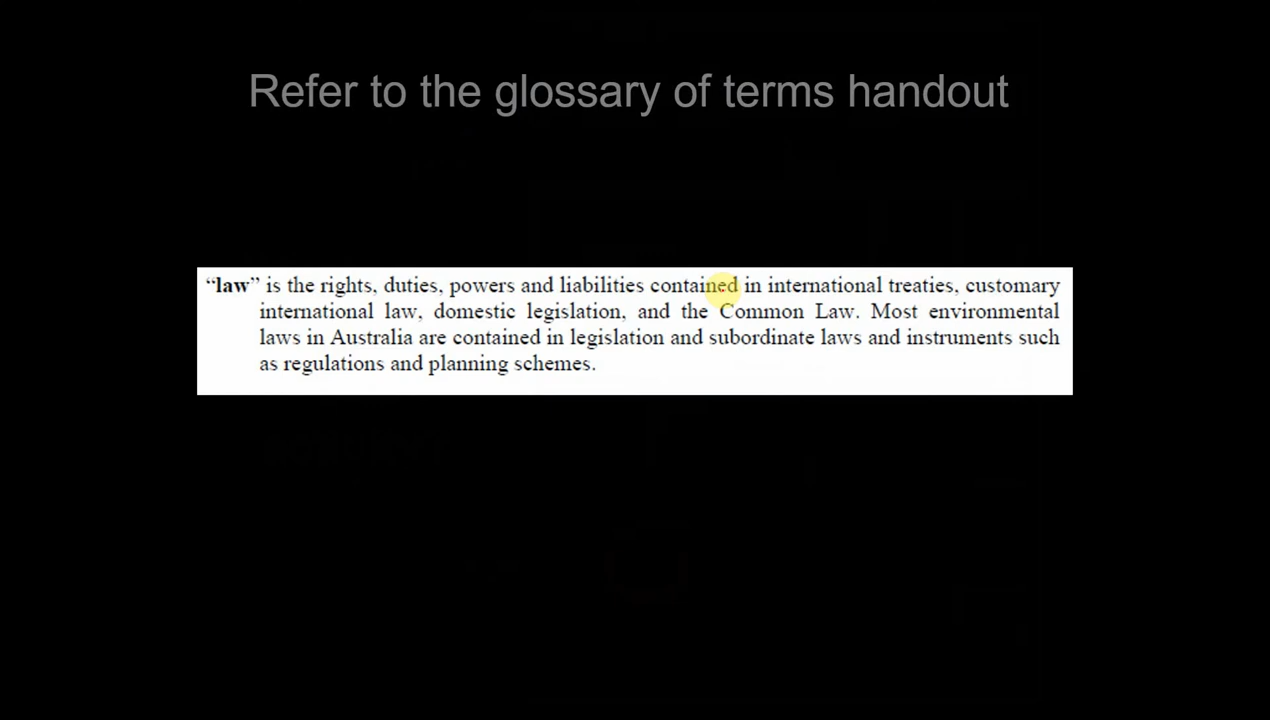 Refer to the glossary of terms handout
“law” is the rights, duties, powers and liabilities contained in international treaties, customary
international law, domestic legislation, and the Common Law. Most environmental
laws in Australia are contained in legislation and subordinate laws and instruments such
as regulations and planning schemes.